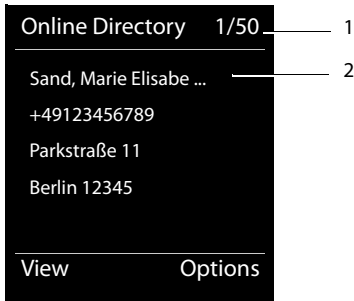 Online Directory 1/50 1
Sand, Marie Elisabe ... 2
+49123456789
Parkstraße 11
Berlin 12345
View Options